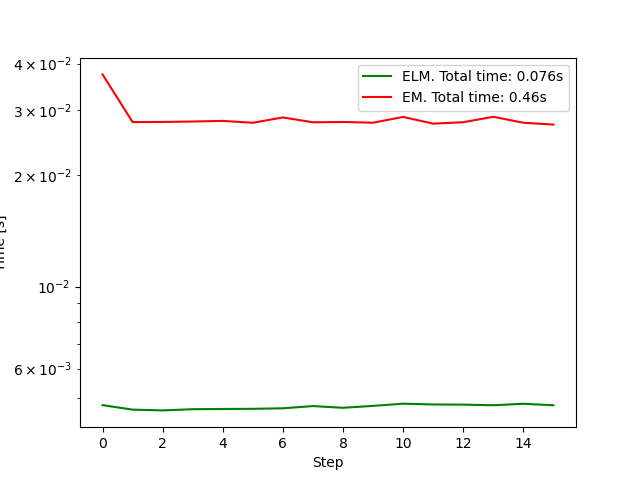 4 × 10⁻²
3 × 10⁻²
2 × 10⁻²
10⁻²
6 × 10⁻³
ELM. Total time: 0.076s
EM. Total time: 0.46s
0 2 4 6 8 10 12 14
Step